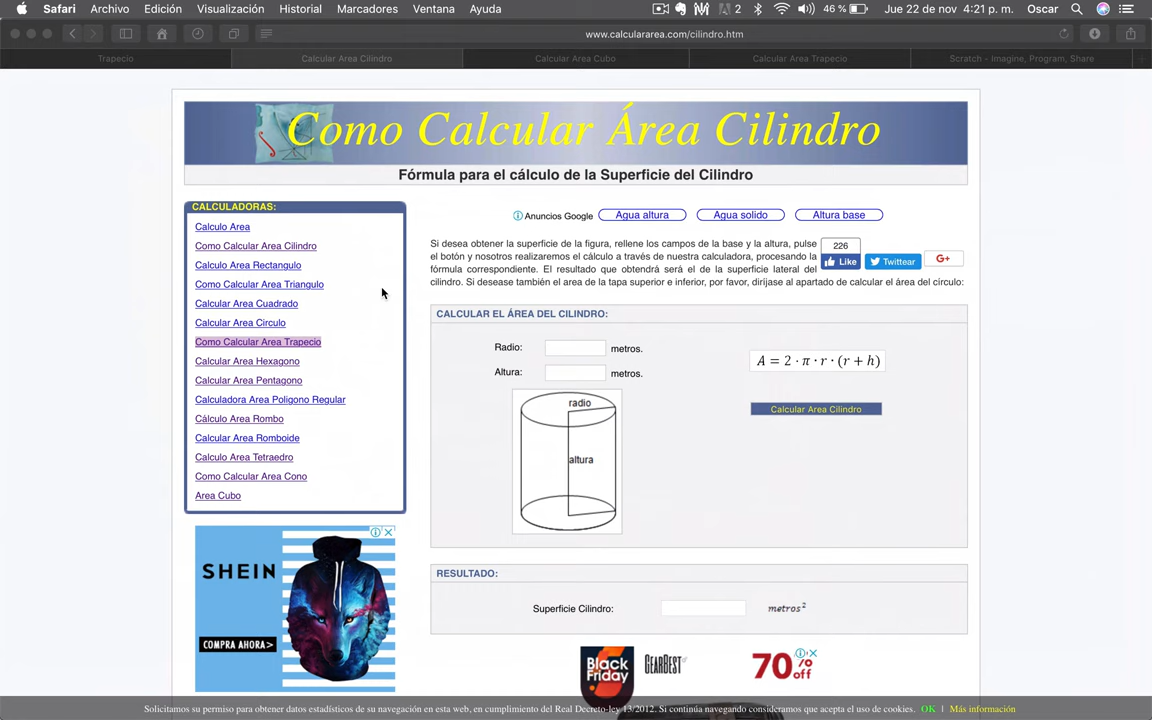 Safari Archivo Edición Visualización Historial Marcadores Ventana Ayuda 2 46 % Jue 22 de nov 4:21 p. m. Oscar
www.calculararea.com/cilindro.htm
Trapecio Calcular Area Cilindro Calcular Area Cubo Calcular Area Trapecio Scratch - Imagine, Program, Share
Como Calcular Área Cilindro
Fórmula para el cálculo de la Superficie del Cilindro
CALCULADORAS:
Calculo Area
Como Calcular Area Cilindro
Calcular Area Rectangulo
Como Calcular Area Triangulo
Calcular Area Cuadrado
Calcular Area Circulo
Como Calcular Area Trapecio
Calcular Area Hexagono
Calcular Area Pentagono
Calculadora Area Poligono Regular
Cálculo Area Rombo
Calcular Area Romboide
Calculo Area Tetraedro
Como Calcular Area Cono
Area Cubo
SHEIN
COMPRA AHORA>
Anuncios Google Agua altura Agua solido Altura base
Si desea obtener la superficie de la figura, rellene los campos de la base y la altura, pulse
el botón y nosotros realizaremos el cálculo a través de nuestra calculadora, procesando la
fórmula correspondiente. El resultado que obtendrá será el de la superficie lateral del
cilindro. Si desease también el area de la tapa superior e inferior, por favor, diríjase al apartado de calcular el área del círculo:
226
Like Twittear G+
CALCULAR EL ÁREA DEL CILINDRO:
Radio: metros.
Altura: metros.
A = 2 · π · r · (r + h)
Calcular Area Cilindro
radio
altura
RESULTADO:
Superficie Cilindro: metros²
Black
Friday
GEARBEST
70% off
Solicitamos su permiso para obtener datos estadísticos de su navegación en esta web, en cumplimiento del Real Decreto-ley 13/2012. Si continúa navegando consideramos que acepta el uso de cookies. OK | Más información